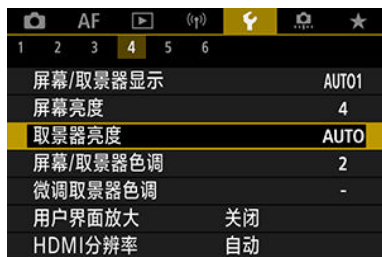 AF
1 2 3 4 5 6
屏幕/取景器显示 AUTO1
屏幕亮度 4
取景器亮度 AUTO
屏幕/取景器色调 2
微调取景器色调 -
用户界面放大 关闭
HDMI分辨率 自动